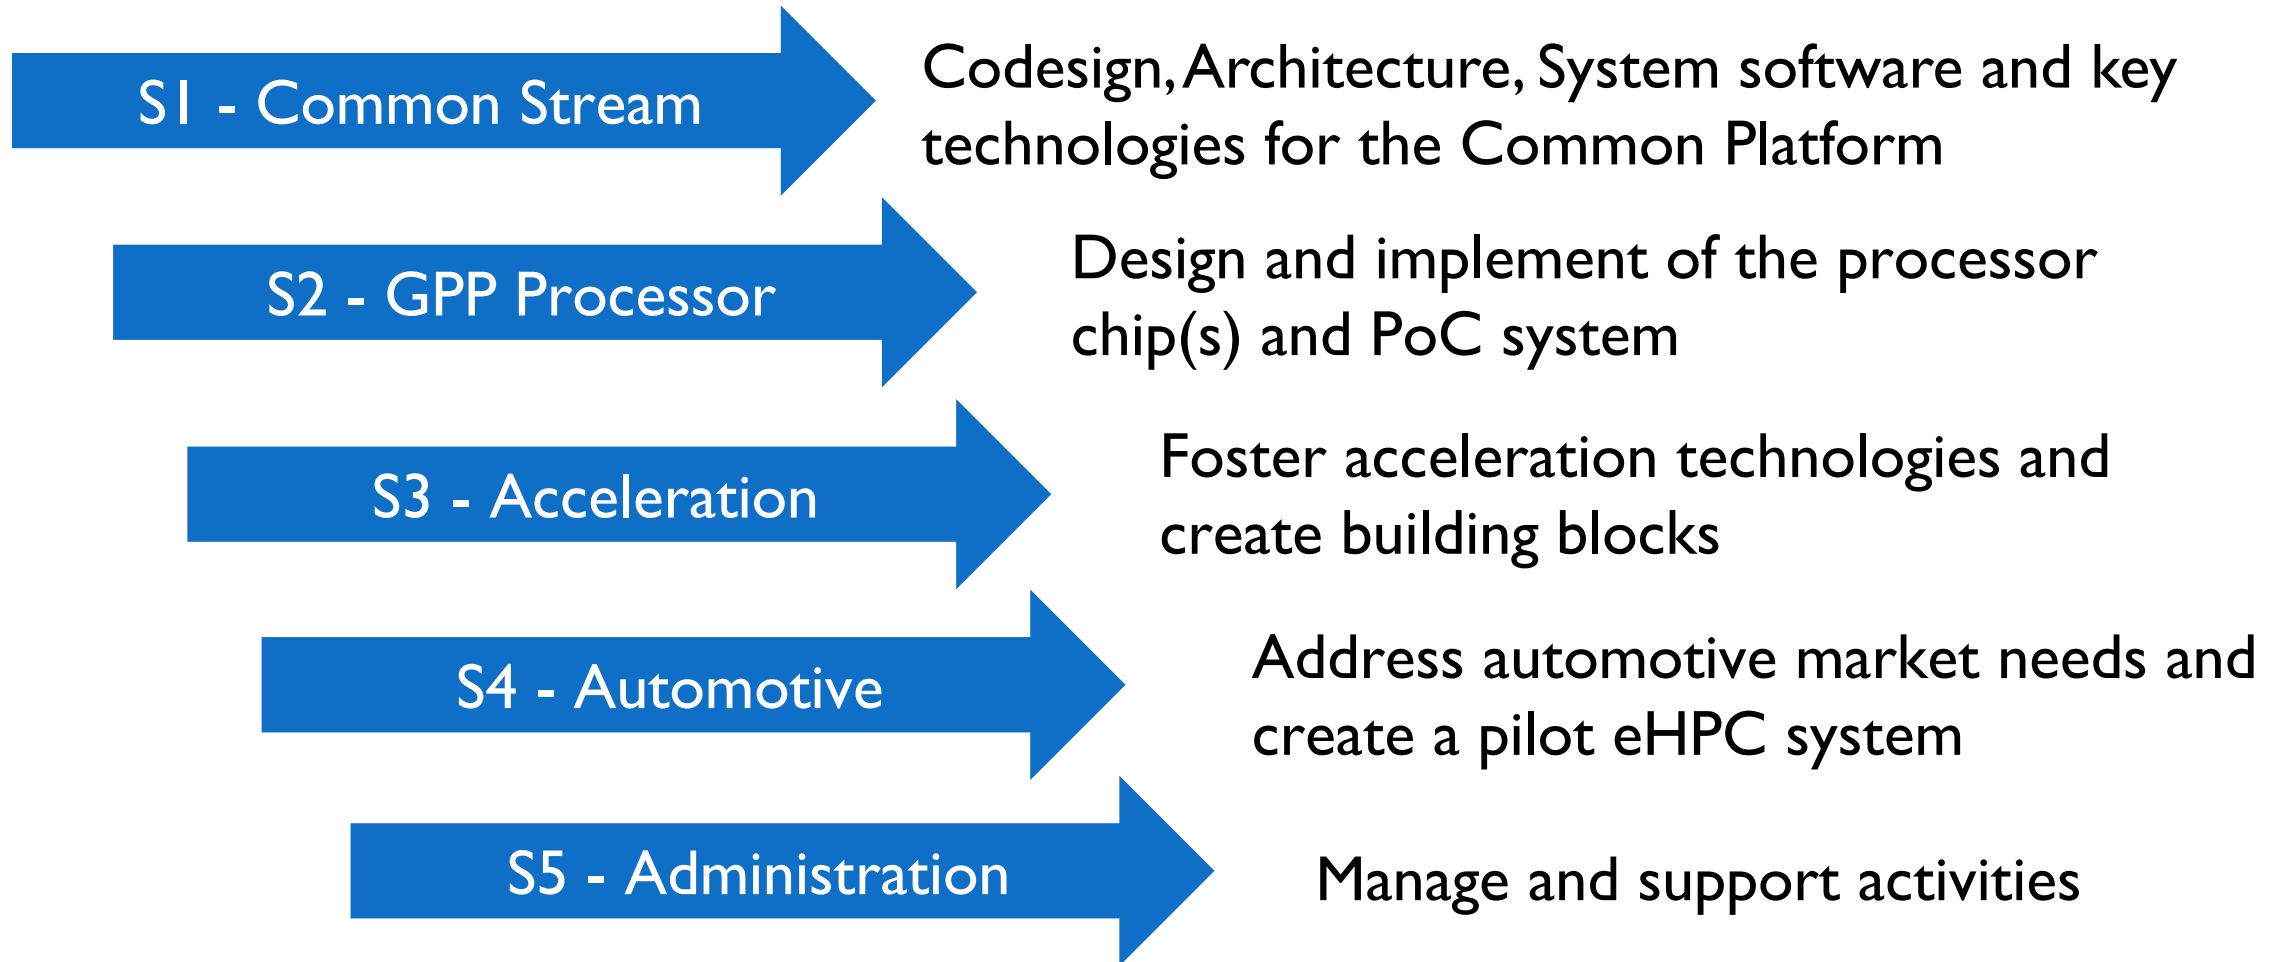 S1 - Common Stream
Codesign, Architecture, System software and key
technologies for the Common Platform
S2 - GPP Processor
Design and implement of the processor
chip(s) and PoC system
S3 - Acceleration
Foster acceleration technologies and
create building blocks
S4 - Automotive
Address automotive market needs and
create a pilot eHPC system
S5 - Administration
Manage and support activities